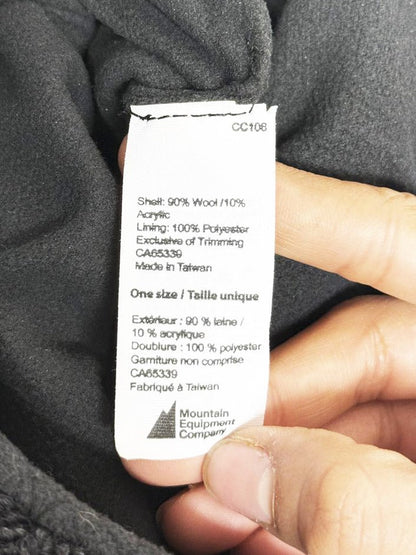 CC106
Shell: 90% Wool /10%
Acrylic
Lining: 100% Polyester
Exclusive of Trimming
CA65339
Made in Taiwan
One size / Taille unique
Extérieur : 90 % laine /
10 % acrylique
Doublure : 100 % polyester
Garniture non comprise
CA65339
Fabriqué à Taiwan
Mountain
Equipment
Company